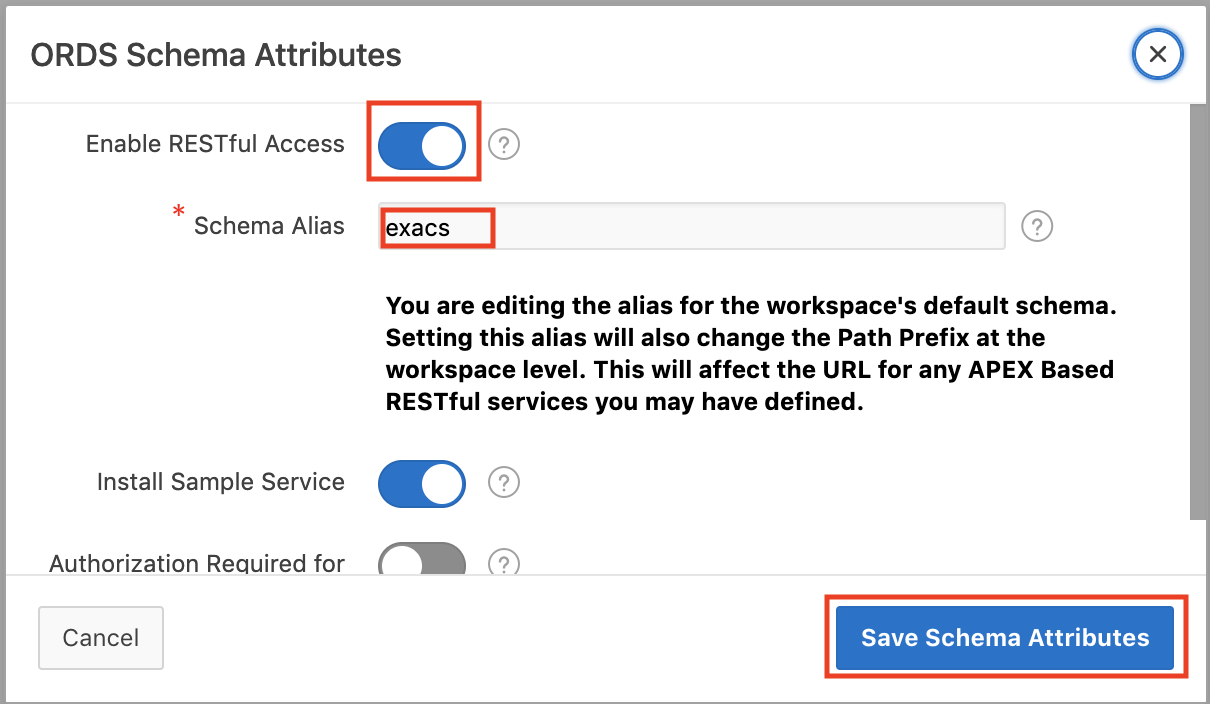 ORDS Schema Attributes
Enable RESTful Access
?
* Schema Alias
exacs
?
You are editing the alias for the workspace's default schema.
Setting this alias will also change the Path Prefix at the
workspace level. This will affect the URL for any APEX Based
RESTful services you may have defined.
Install Sample Service
?
Authorization Required for
?
Cancel
Save Schema Attributes